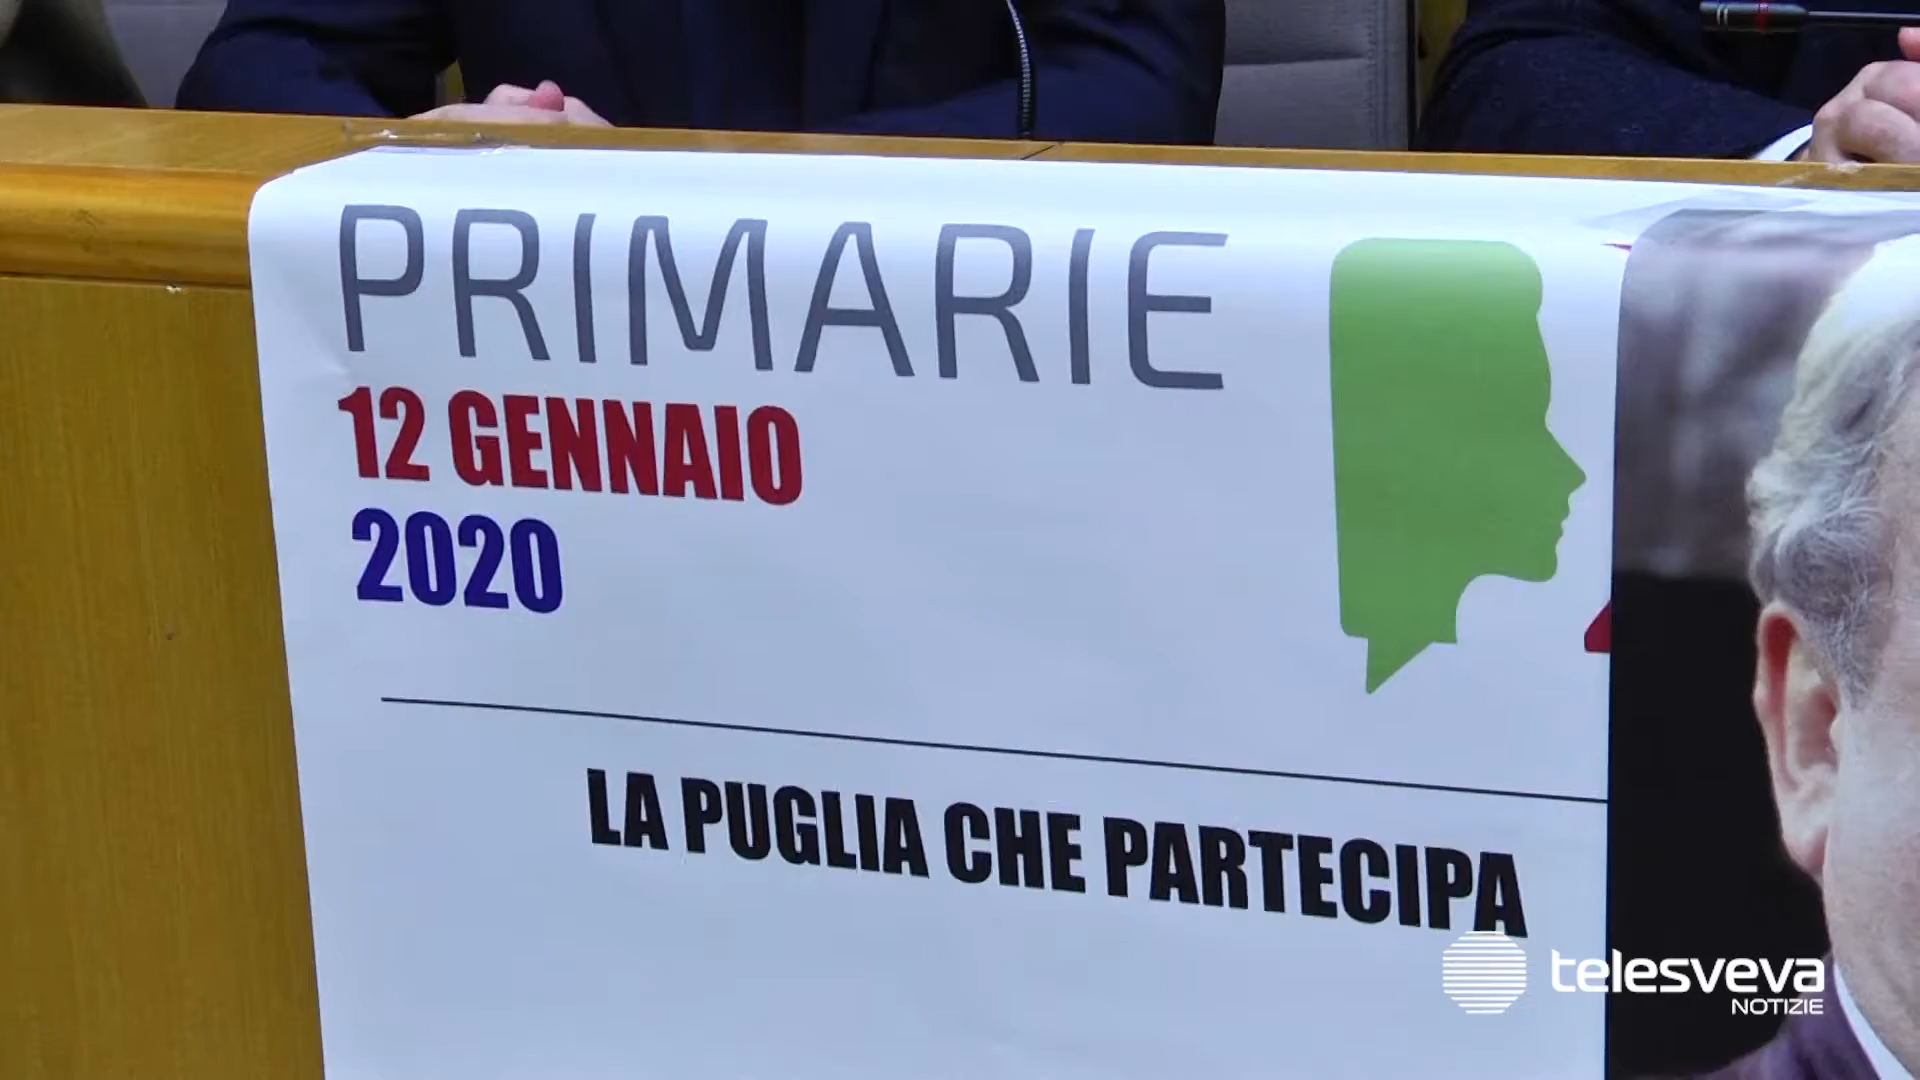 PRIMARIE
12 GENNAIO
2020
LA PUGLIA CHE PARTECIPA
telesveva
NOTIZIE